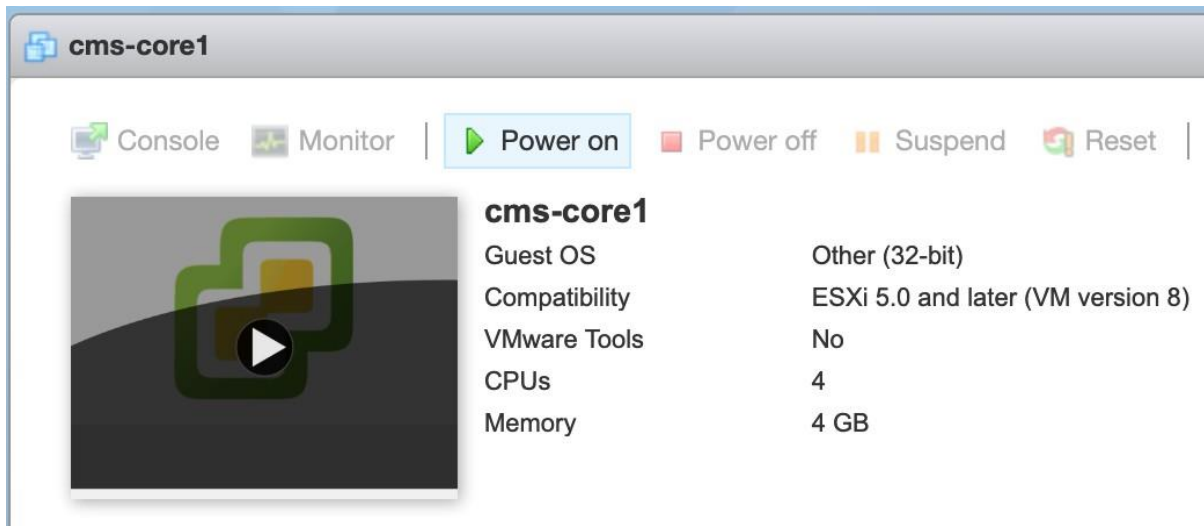 cms-core1
Console Monitor | Power on Power off Suspend Reset |
cms-core1
Guest OS Other (32-bit)
Compatibility ESXi 5.0 and later (VM version 8)
VMware Tools No
CPUs 4
Memory 4 GB